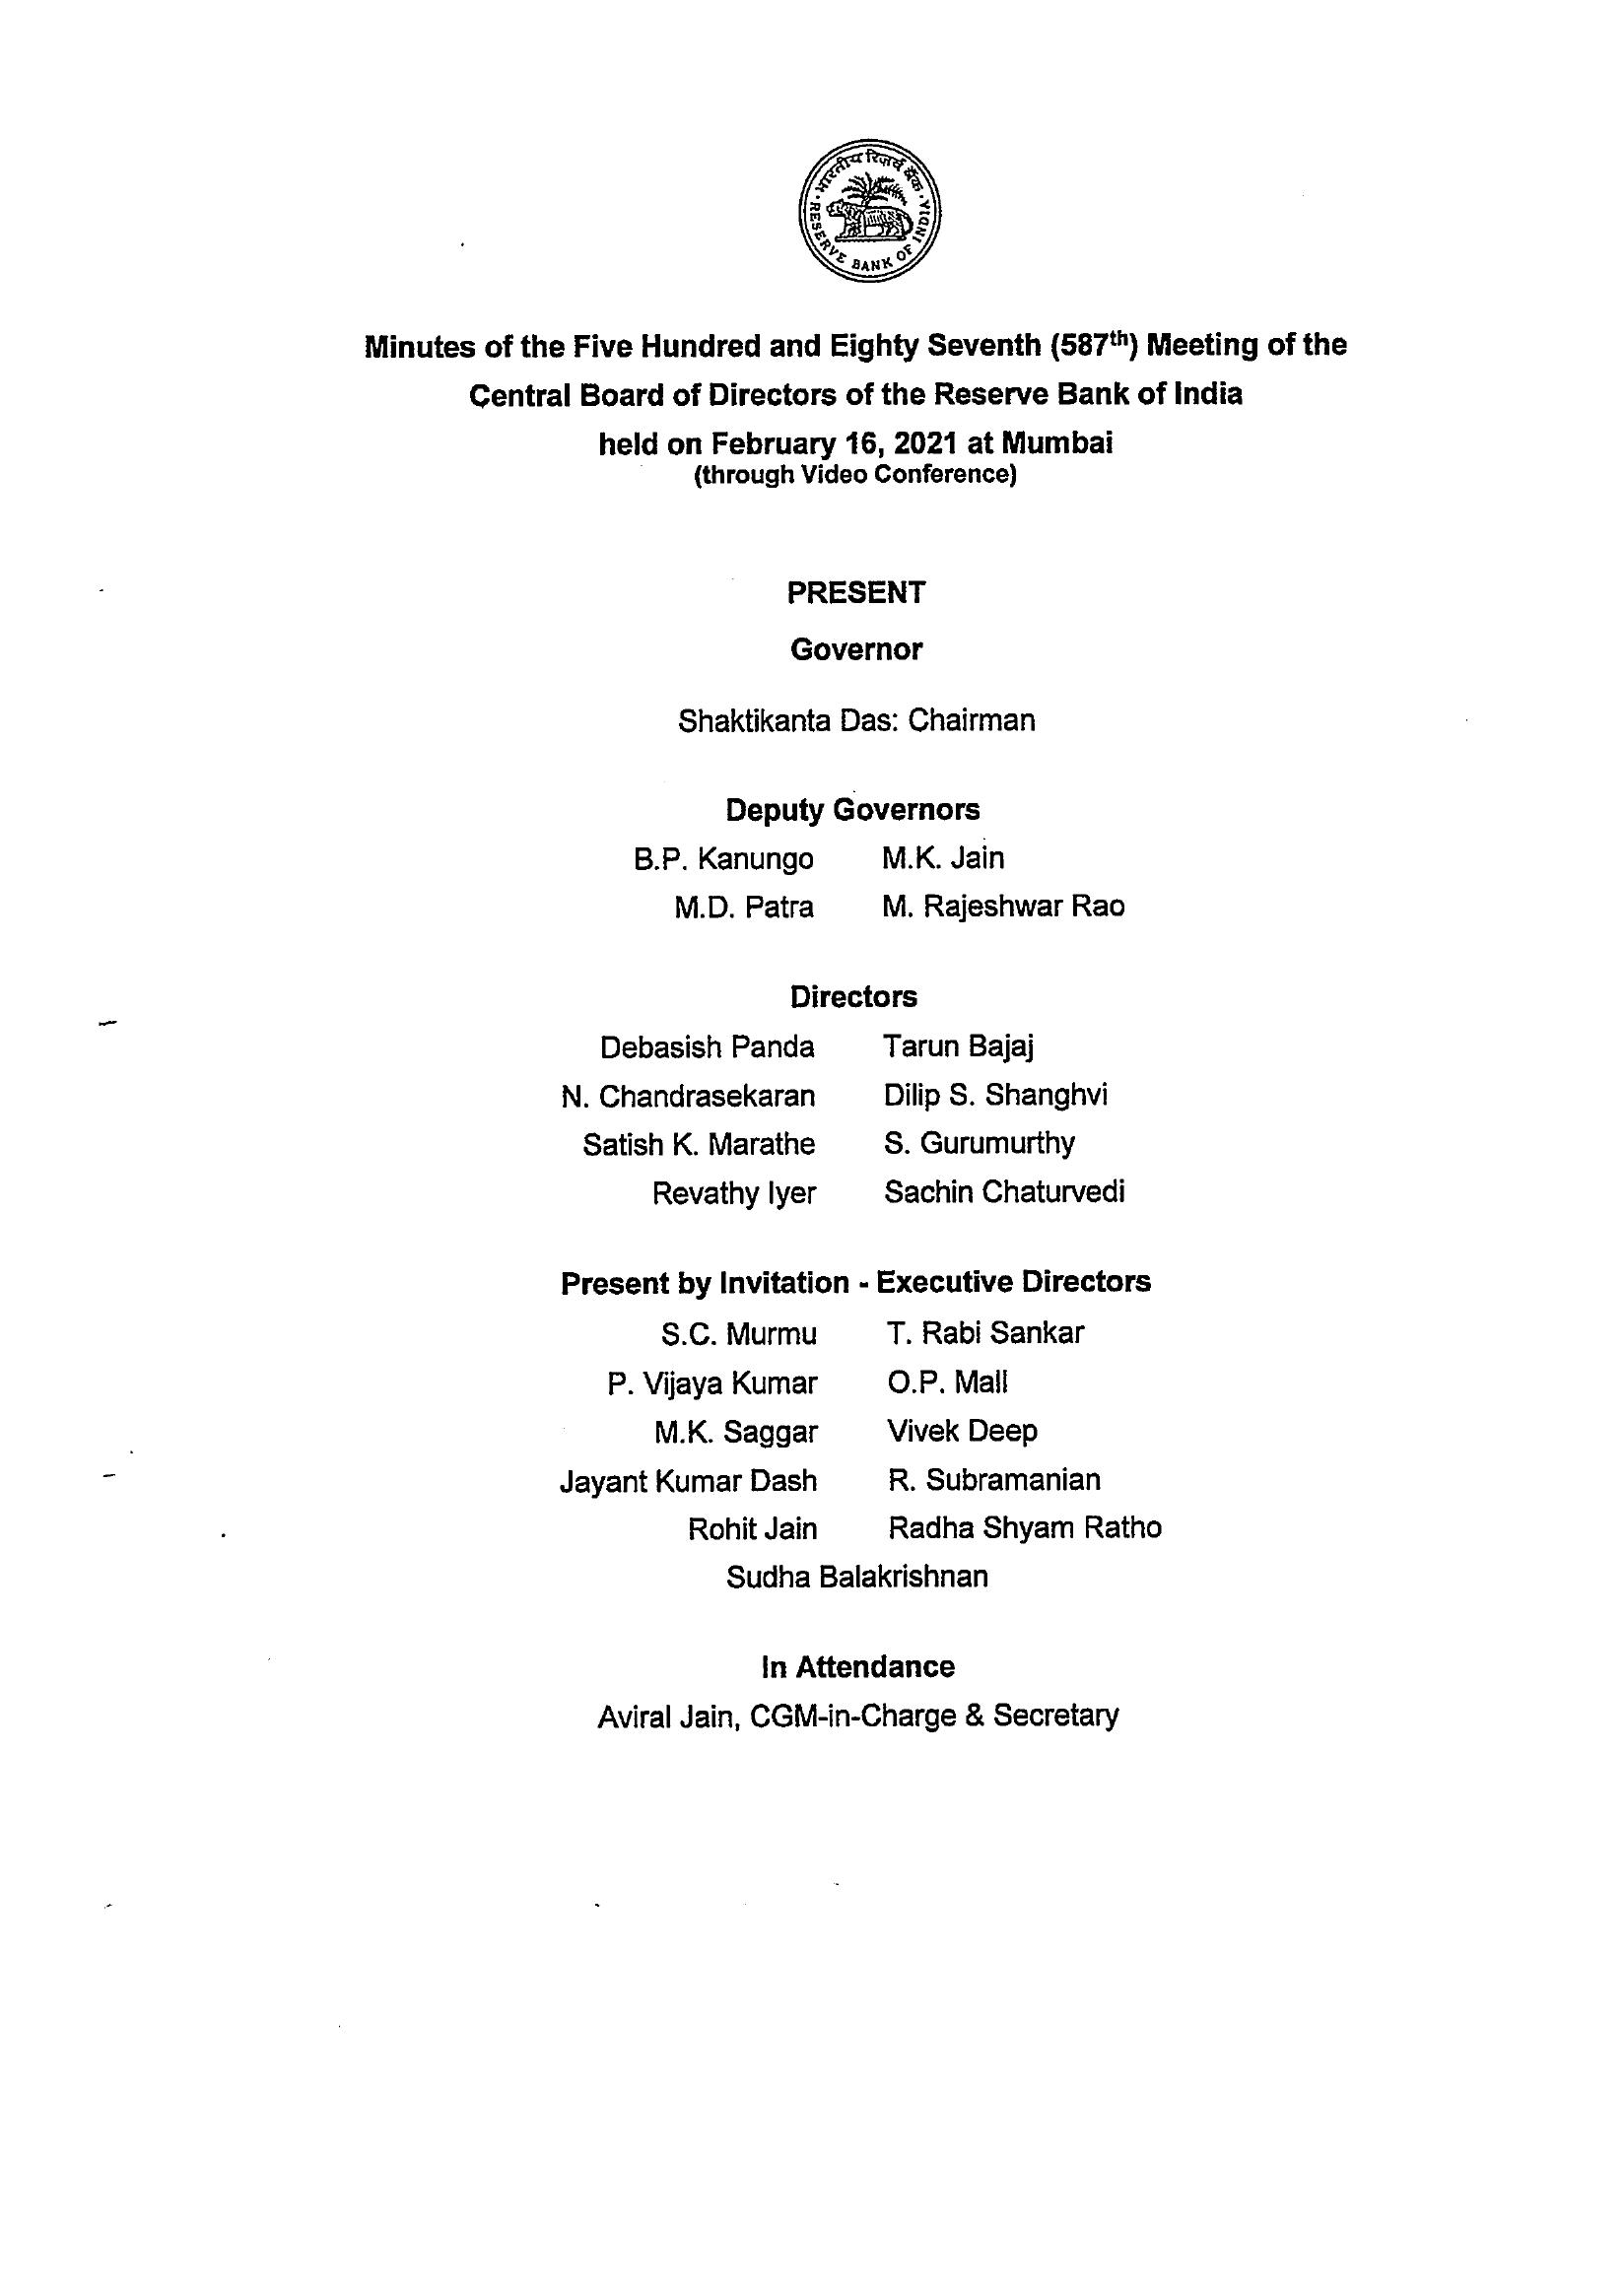 भारतीय रिज़र्व बैंक
RESERVE BANK OF INDIA
Minutes of the Five Hundred and Eighty Seventh (587th) Meeting of the
Central Board of Directors of the Reserve Bank of India
held on February 16, 2021 at Mumbai
(through Video Conference)
PRESENT
Governor
Shaktikanta Das: Chairman
Deputy Governors
B.P. Kanungo M.K. Jain
M.D. Patra M. Rajeshwar Rao
Directors
Debasish Panda Tarun Bajaj
N. Chandrasekaran Dilip S. Shanghvi
Satish K. Marathe S. Gurumurthy
Revathy Iyer Sachin Chaturvedi
Present by Invitation - Executive Directors
S.C. Murmu T. Rabi Sankar
P. Vijaya Kumar O.P. Mall
M.K. Saggar Vivek Deep
Jayant Kumar Dash R. Subramanian
Rohit Jain Radha Shyam Ratho
Sudha Balakrishnan
In Attendance
Aviral Jain, CGM-in-Charge & Secretary